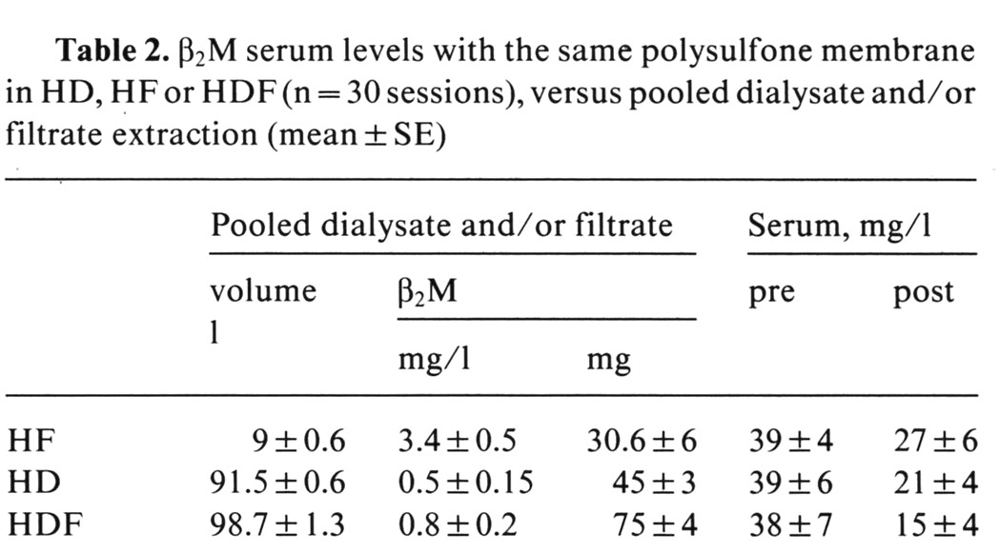 Table 2. β₂M serum levels with the same polysulfone membrane
in HD, HF or HDF (n = 30 sessions), versus pooled dialysate and/or
filtrate extraction (mean ± SE)
Pooled dialysate and/or filtrate Serum, mg/l
volume β₂M pre post
l
mg/l mg
HF 9 ± 0.6 3.4 ± 0.5 30.6 ± 6 39 ± 4 27 ± 6
HD 91.5 ± 0.6 0.5 ± 0.15 45 ± 3 39 ± 6 21 ± 4
HDF 98.7 ± 1.3 0.8 ± 0.2 75 ± 4 38 ± 7 15 ± 4